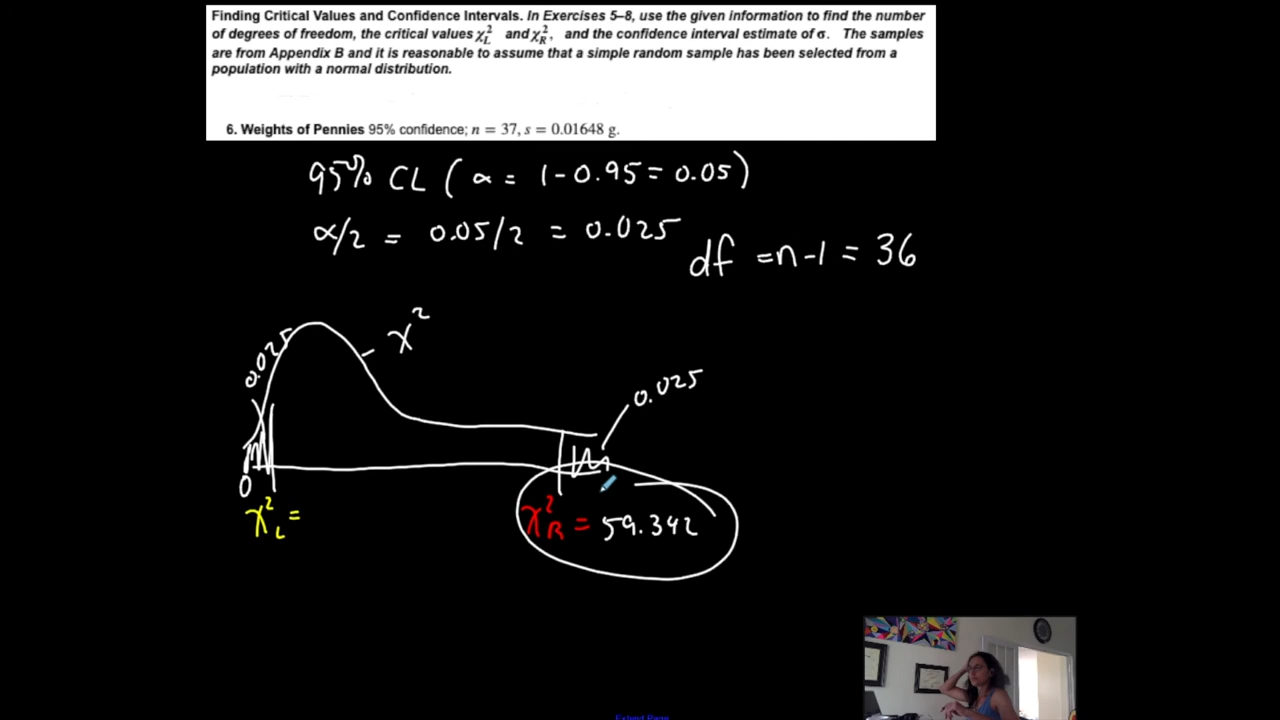 Finding Critical Values and Confidence Intervals. In Exercises 5–8, use the given information to find the number
of degrees of freedom, the critical values χ²L and χ²R, and the confidence interval estimate of σ. The samples
are from Appendix B and it is reasonable to assume that a simple random sample has been selected from a
population with a normal distribution.
6. Weights of Pennies 95% confidence; n = 37, s = 0.01648 g.
95% CL ( α = 1 - 0.95 = 0.05 )
α/2 = 0.05/2 = 0.025
df = n - 1 = 36
χ²
0.025
0.025
0
χ²L =
χ²R = 59.342